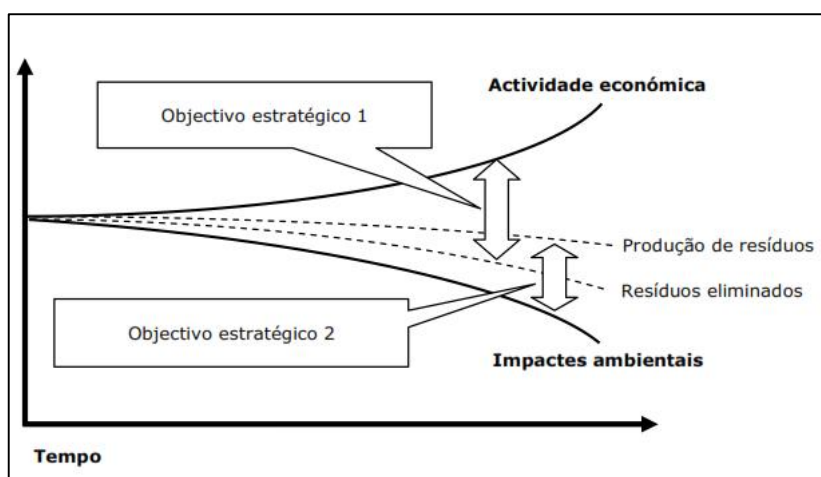 Actividade económica
Objectivo estratégico 1
Produção de resíduos
Resíduos eliminados
Objectivo estratégico 2
Impactes ambientais
Tempo